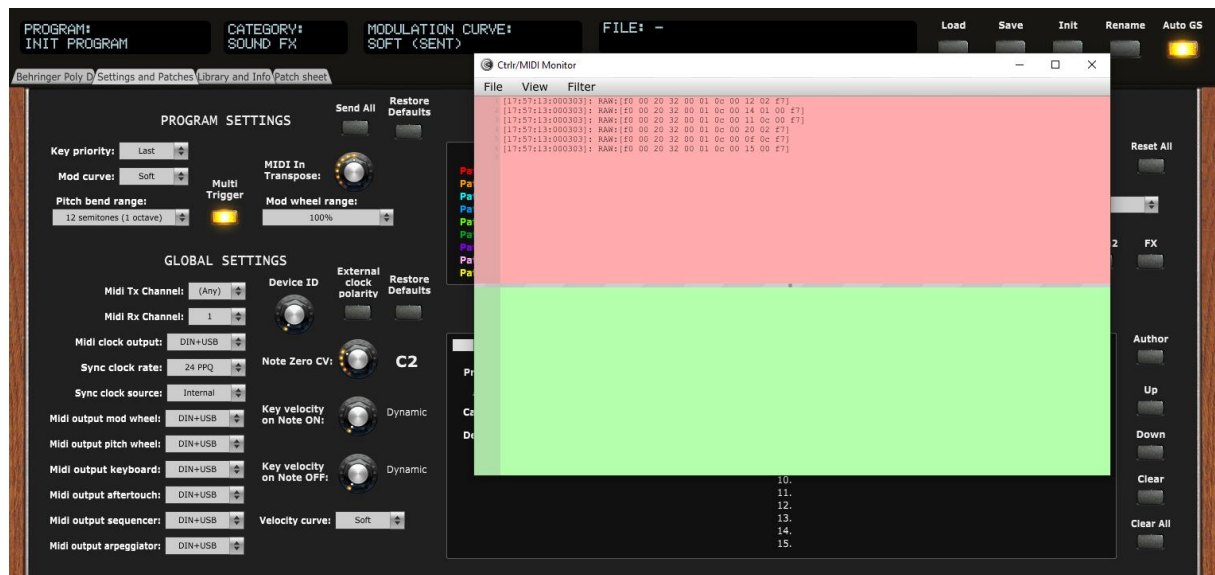 PROGRAM: CATEGORY: MODULATION CURVE: FILE: -
INIT PROGRAM SOUND FX SOFT (SENT)
Load Save Init Rename Auto GS
Behringer Poly D Settings and Patches Library and Info Patch sheet
Ctrlr/MIDI Monitor
File View Filter
[17:57:13:000303]: RAW:[f0 00 20 32 00 01 0c 00 12 02 f7]
[17:57:13:000303]: RAW:[f0 00 20 32 00 01 0c 00 14 01 00 f7]
[17:57:13:000303]: RAW:[f0 00 20 32 00 01 0c 00 11 0c 00 f7]
[17:57:13:000303]: RAW:[f0 00 20 32 00 01 0c 00 20 02 f7]
[17:57:13:000303]: RAW:[f0 00 20 32 00 01 0c 00 0f 0c f7]
[17:57:13:000303]: RAW:[f0 00 20 32 00 01 0c 00 15 00 f7]
PROGRAM SETTINGS
Send All
Restore Defaults
Key priority: Last
Mod curve: Soft
Multi Trigger
MIDI In Transpose:
Pitch bend range:
12 semitones (1 octave)
Mod wheel range:
100%
GLOBAL SETTINGS
Midi Tx Channel: (Any)
Device ID
External clock polarity
Restore Defaults
Midi Rx Channel: 1
Midi clock output: DIN+USB
Sync clock rate: 24 PPQ
Note Zero CV: C2
Sync clock source: Internal
Midi output mod wheel: DIN+USB
Key velocity on Note ON: Dynamic
Midi output pitch wheel: DIN+USB
Midi output keyboard: DIN+USB
Key velocity on Note OFF: Dynamic
Midi output aftertouch: DIN+USB
Midi output sequencer: DIN+USB
Velocity curve: Soft
Midi output arpeggiator: DIN+USB
Pa
Pa
Pa
Pa
Pa
Pa
Pa
Pa
Pa
Pr
Ca
De
10.
11.
12.
13.
14.
15.
Reset All
2 FX
Author
Up
Down
Clear
Clear All